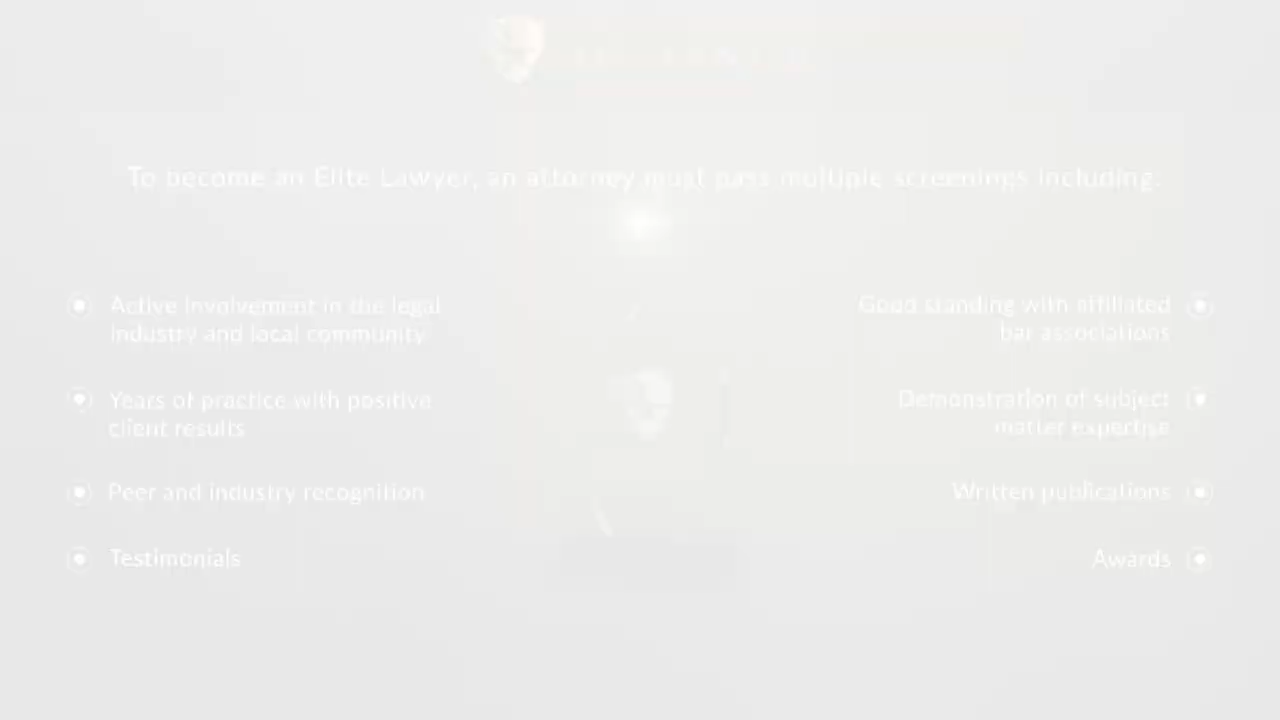 To become an Elite Lawyer, an attorney must pass multiple screenings including:
Active involvement in the legal
industry and local community
Years of practice with positive
client results
Peer and industry recognition
Testimonials
Good standing with affiliated
bar associations
Demonstration of subject
matter expertise
Written publications
Awards